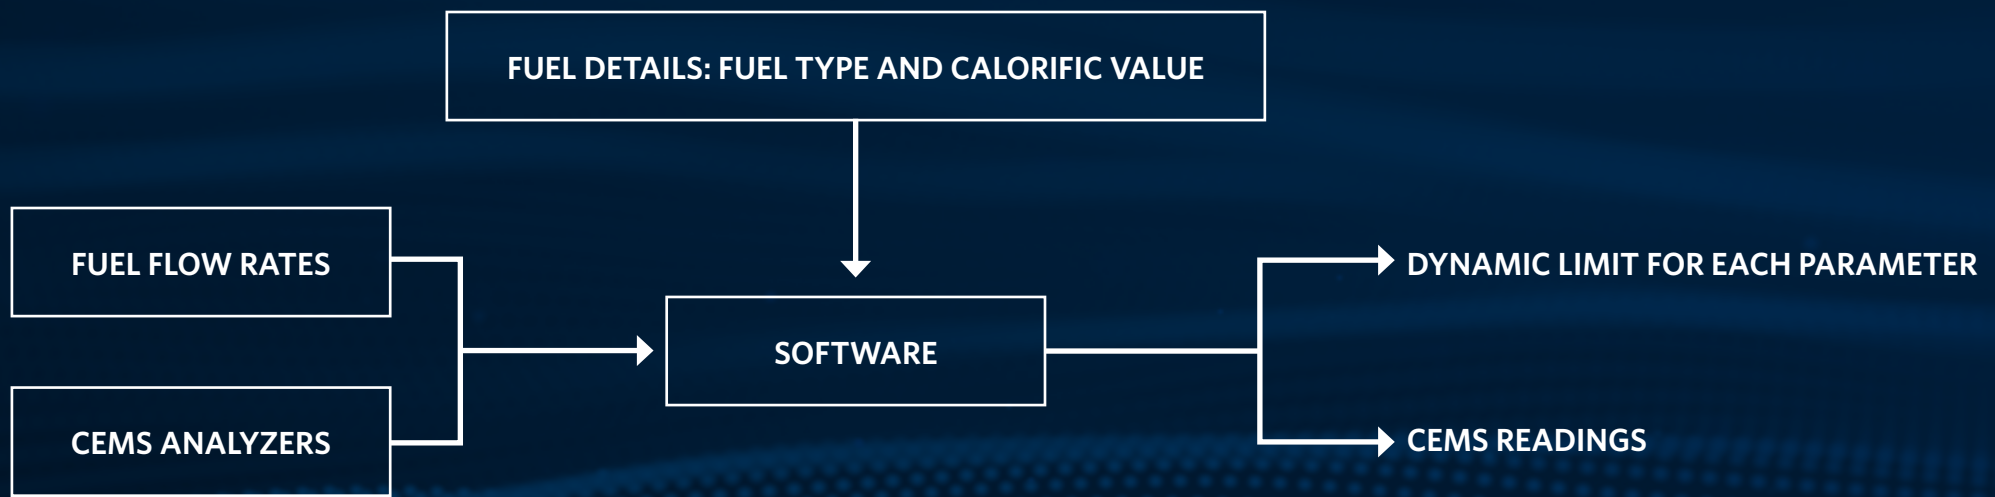 FUEL DETAILS: FUEL TYPE AND CALORIFIC VALUE
FUEL FLOW RATES
DYNAMIC LIMIT FOR EACH PARAMETER
SOFTWARE
CEMS ANALYZERS
CEMS READINGS